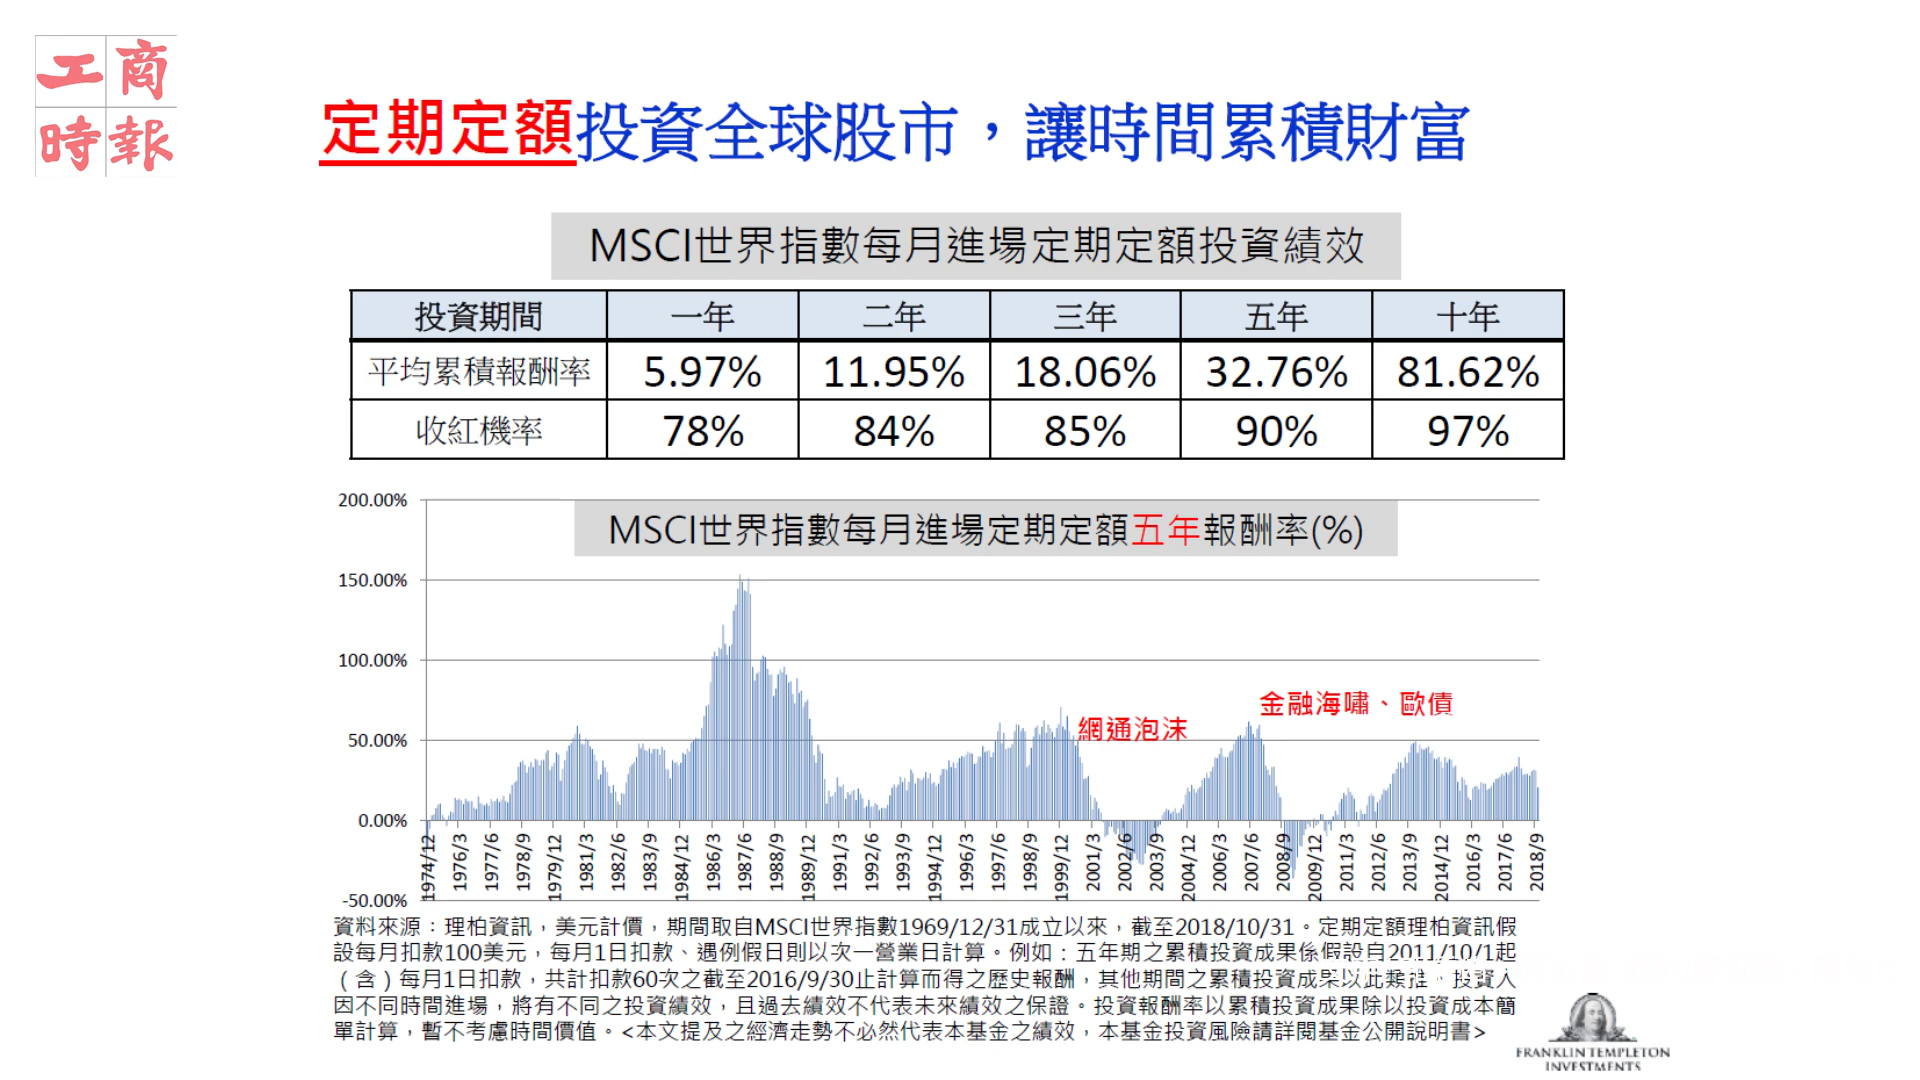 工商
時報
定期定額投資全球股市，讓時間累積財富
MSCI世界指數每月進場定期定額投資績效
投資期間 一年 二年 三年 五年 十年
平均累積報酬率 5.97% 11.95% 18.06% 32.76% 81.62%
收紅機率 78% 84% 85% 90% 97%
MSCI世界指數每月進場定期定額五年報酬率(%)
200.00%
150.00%
100.00%
50.00%
0.00%
-50.00%
網通泡沫
金融海嘯、歐債
1974/12 1976/3 1977/6 1978/9 1979/12 1981/3 1982/6 1983/9 1984/12 1986/3 1987/6 1988/9 1989/12 1991/3 1992/6 1993/9 1994/12 1996/3 1997/6 1998/9 1999/12 2001/3 2002/6 2003/9 2004/12 2006/3 2007/6 2008/9 2009/12 2011/3 2012/6 2013/9 2014/12 2016/3 2017/6 2018/9
資料來源：理柏資訊，美元計價，期間取自MSCI世界指數1969/12/31成立以來，截至2018/10/31。定期定額理柏資訊假
設每月扣款100美元，每月1日扣款、遇例假日則以次一營業日計算。例如：五年期之累積投資成果係假設自2011/10/1起
（含）每月1日扣款，共計扣款60次之截至2016/9/30止計算而得之歷史報酬，其他期間之累積投資成果以此類推。投資人
因不同時間進場，將有不同之投資績效，且過去績效不代表未來績效之保證。投資報酬率以累積投資成果除以投資成本簡
單計算，暫不考慮時間價值。<本文提及之經濟走勢不必然代表本基金之績效，本基金投資風險請詳閱基金公開說明書>
FRANKLIN TEMPLETON
INVESTMENTS